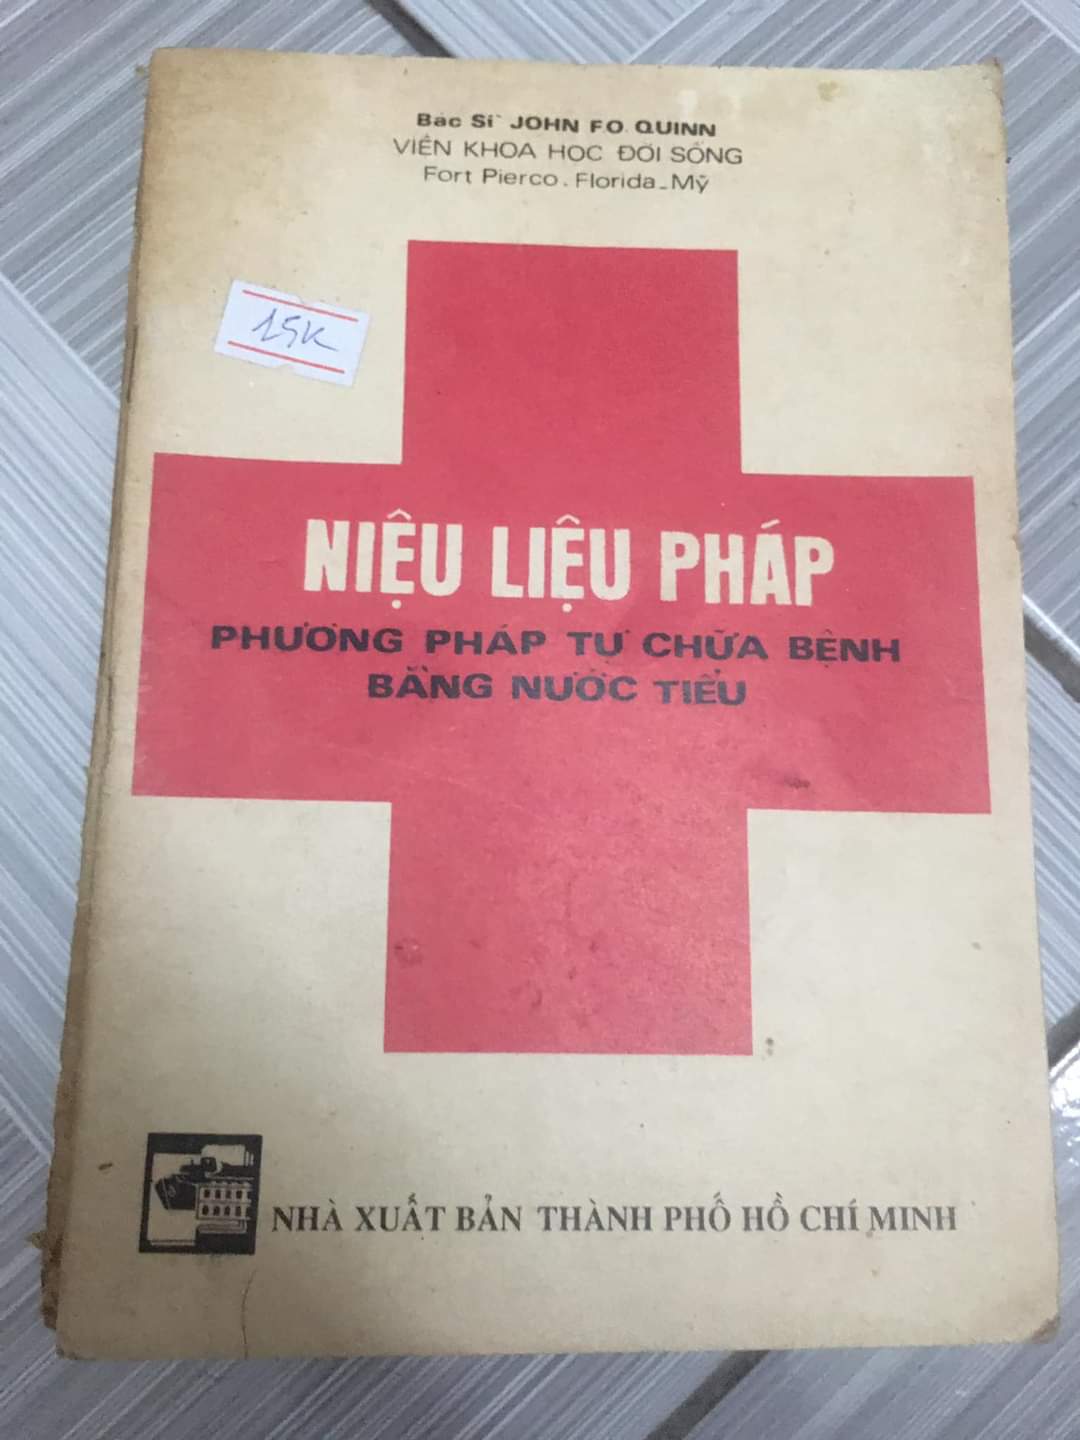 Bác Sĩ JOHN F.O. QUINN
VIỆN KHOA HỌC ĐỜI SỐNG
Fort Pierco. Florida_Mỹ
15K
NIỆU LIỆU PHÁP
PHƯƠNG PHÁP TỰ CHỮA BỆNH
BẰNG NƯỚC TIỂU
NHÀ XUẤT BẢN THÀNH PHỐ HỒ CHÍ MINH